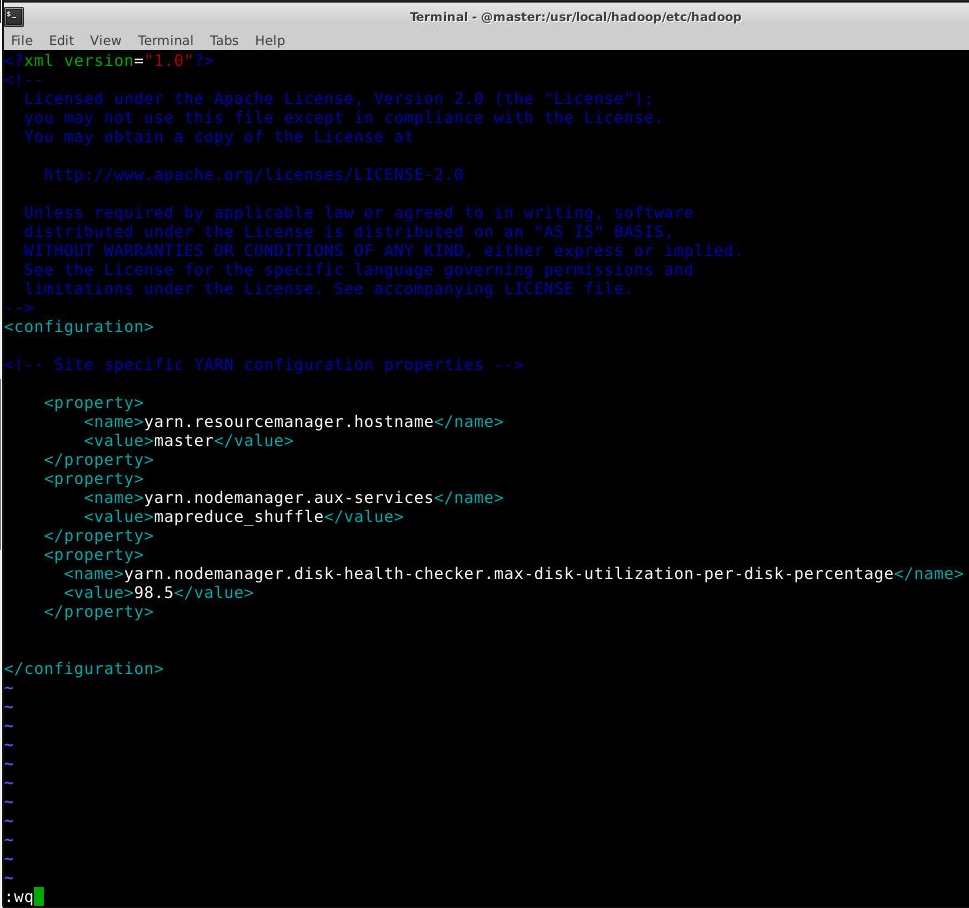 Terminal - @master:/usr/local/hadoop/etc/hadoop
File Edit View Terminal Tabs Help
<?xml version="1.0"?>
<!--
  Licensed under the Apache License, Version 2.0 (the "License");
  you may not use this file except in compliance with the License.
  You may obtain a copy of the License at

    http://www.apache.org/licenses/LICENSE-2.0

  Unless required by applicable law or agreed to in writing, software
  distributed under the License is distributed on an "AS IS" BASIS,
  WITHOUT WARRANTIES OR CONDITIONS OF ANY KIND, either express or implied.
  See the License for the specific language governing permissions and
  limitations under the License. See accompanying LICENSE file.
-->
<configuration>

<!-- Site specific YARN configuration properties -->

    <property>
        <name>yarn.resourcemanager.hostname</name>
        <value>master</value>
    </property>
    <property>
        <name>yarn.nodemanager.aux-services</name>
        <value>mapreduce_shuffle</value>
    </property>
    <property>
      <name>yarn.nodemanager.disk-health-checker.max-disk-utilization-per-disk-percentage</name>
      <value>98.5</value>
    </property>


</configuration>
~
~
~
~
~
~
~
~
~
~
~
:wq